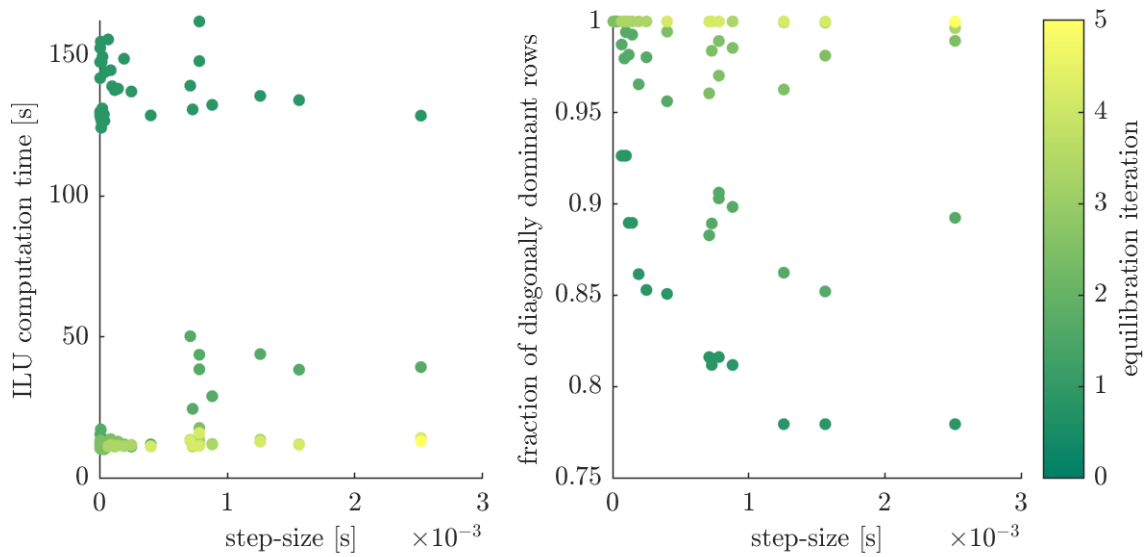 150
100
50
0
ILU computation time [s]
0 1 2 3
step-size [s] ×10⁻³
1
0.95
0.9
0.85
0.8
0.75
fraction of diagonally dominant rows
0 1 2 3
step-size [s] ×10⁻³
5
4
3
2
1
0
equilibration iteration